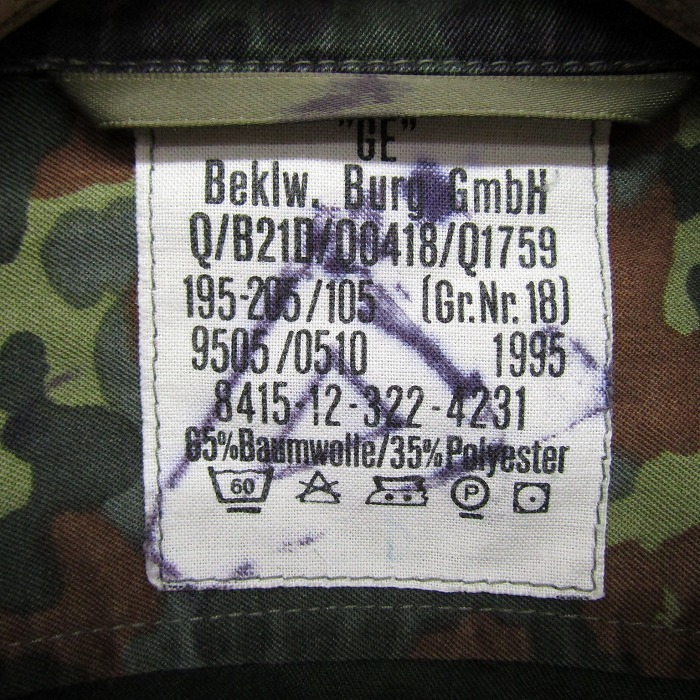 "GE"
Beklw. Burg GmbH
Q/B21D/Q0418/Q1759
195-205/105 (Gr.Nr.18)
9505/0510 1995
8415-12-322-4231
65%Baumwolle/35%Polyester
60 P